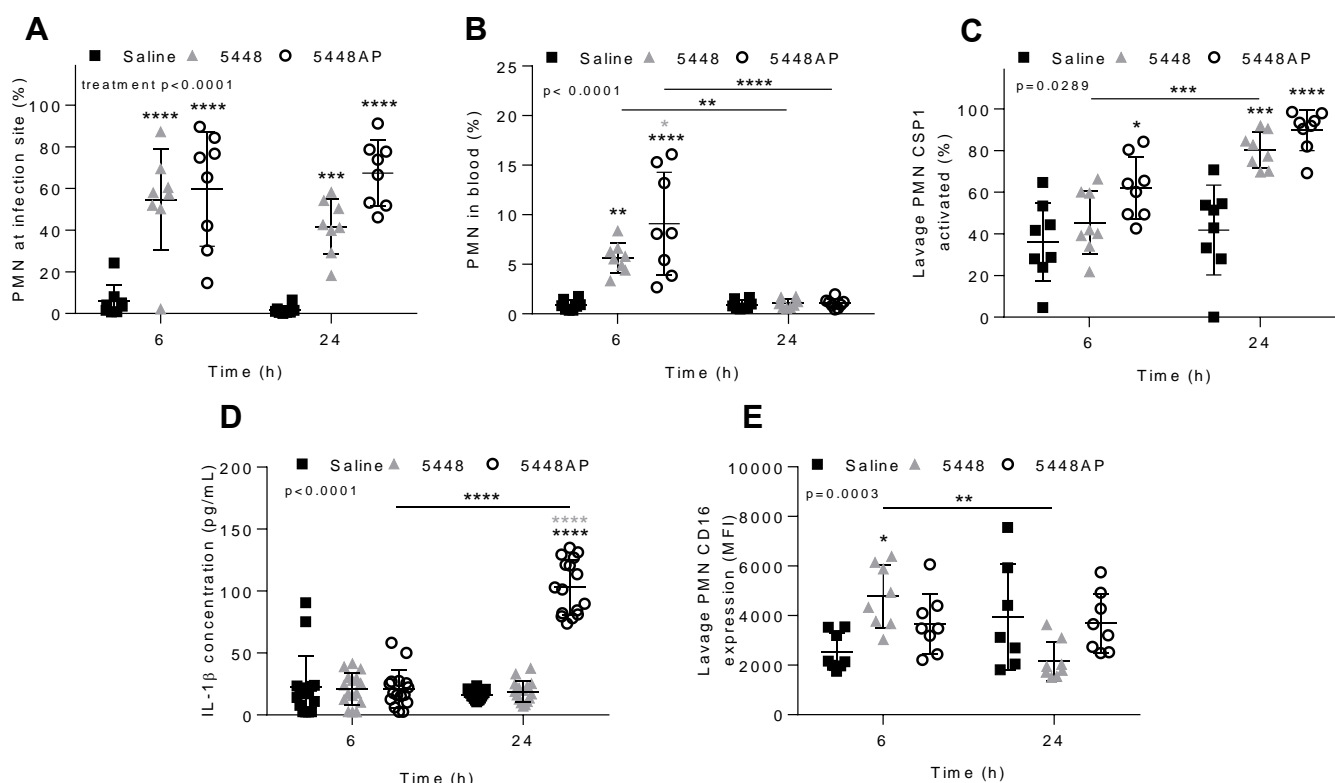 A
Saline 5448 5448AP
treatment p<0.0001
PMN at infection site (%)
100
80
60
40
20
0
**** **** *** ****
6 24
Time (h)
B
Saline 5448 5448AP
p< 0.0001
PMN in blood (%)
25
20
15
10
5
0
****
**
*
****
**
6 24
Time (h)
C
Saline 5448 5448AP
p=0.0289
Lavage PMN CSP1
activated (%)
100
80
60
40
20
0
***
*
*** ****
6 24
Time (h)
D
Saline 5448 5448AP
p<0.0001
IL-1β concentration (pg/mL)
200
150
100
50
0
****
****
****
6 24
Time (h)
E
Saline 5448 5448AP
p=0.0003
Lavage PMN CD16
expression (MFI)
10000
8000
6000
4000
2000
0
**
*
6 24
Time (h)